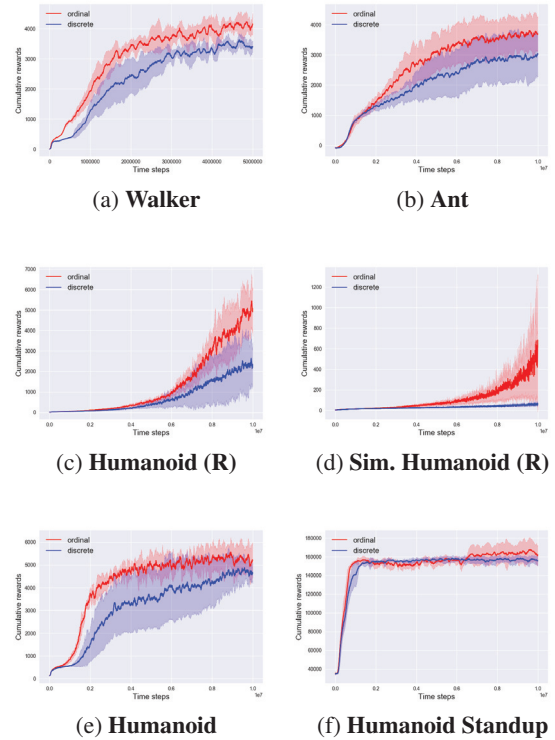 ordinal
discrete
Cumulative rewards
4000
3000
2000
1000
0
0 1000000 2000000 3000000 4000000 5000000
Time steps
(a) Walker
ordinal
discrete
Cumulative rewards
4000
3000
2000
1000
0
0.0 0.2 0.4 0.6 0.8 1.0
1e7
Time steps
(b) Ant
ordinal
discrete
Cumulative rewards
7000
6000
5000
4000
3000
2000
1000
0
0.0 0.2 0.4 0.6 0.8 1.0
1e7
Time steps
(c) Humanoid (R)
ordinal
discrete
Cumulative rewards
1200
1000
800
600
400
200
0
0.0 0.2 0.4 0.6 0.8 1.0
1e7
Time steps
(d) Sim. Humanoid (R)
ordinal
discrete
Cumulative rewards
6000
5000
4000
3000
2000
1000
0
0.0 0.2 0.4 0.6 0.8 1.0
1e7
Time steps
(e) Humanoid
ordinal
discrete
Cumulative rewards
180000
160000
140000
120000
100000
80000
60000
40000
0.0 0.2 0.4 0.6 0.8 1.0
1e7
Time steps
(f) Humanoid Standup